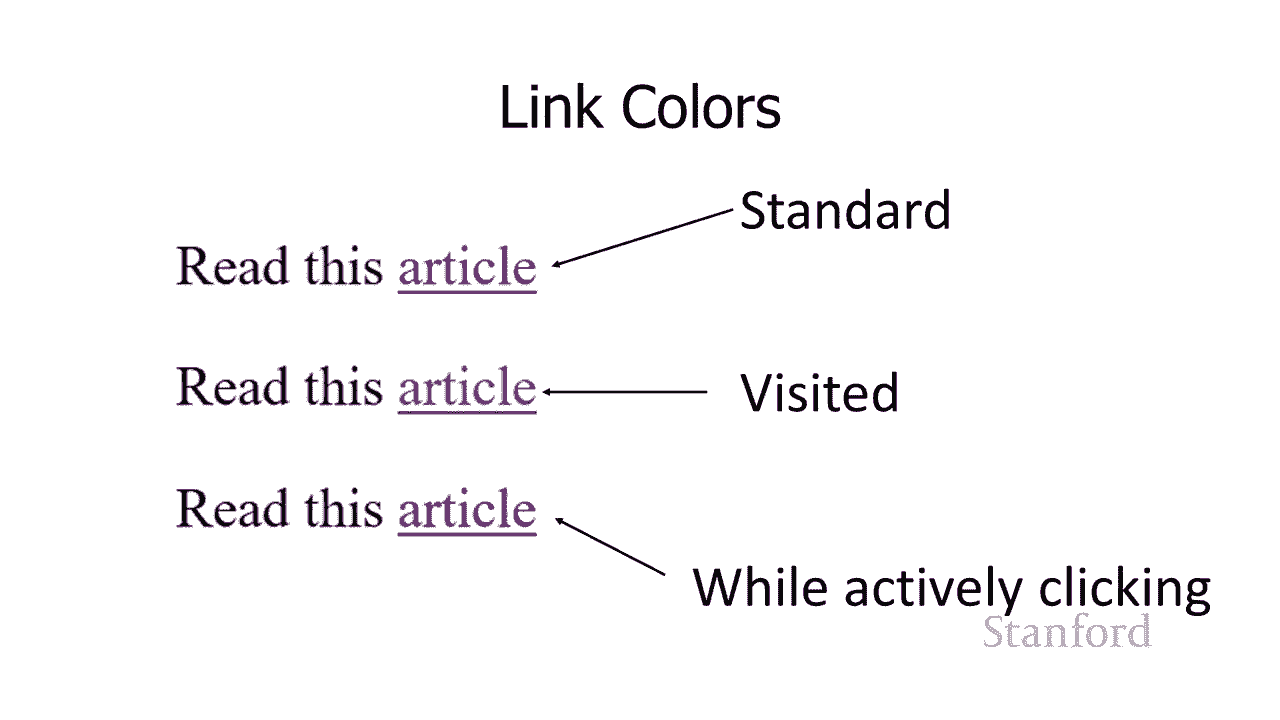 Link Colors
Standard
Read this article
Read this article
Visited
Read this article
While actively clicking
Stanford